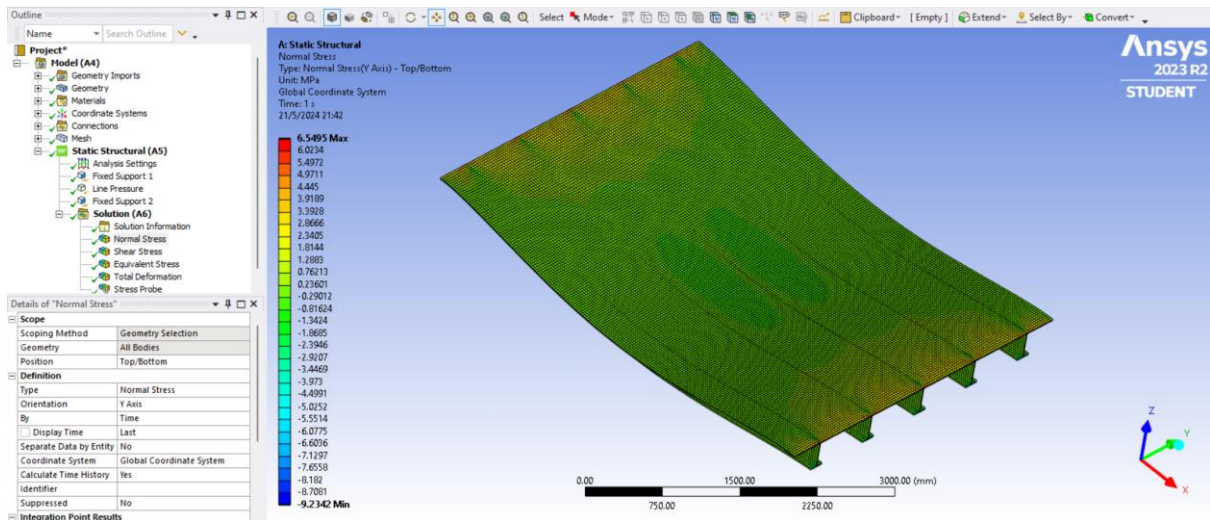 Outline
Name
Search Outline
Project*
Model (A4)
Geometry Imports
Geometry
Materials
Coordinate Systems
Connections
Mesh
Static Structural (A5)
Analysis Settings
Fixed Support 1
Line Pressure
Fixed Support 2
Solution (A6)
Solution Information
Normal Stress
Shear Stress
Equivalent Stress
Total Deformation
Stress Probe
Details of "Normal Stress"
Scope
Scoping Method Geometry Selection
Geometry All Bodies
Position Top/Bottom
Definition
Type Normal Stress
Orientation Y Axis
By Time
Display Time Last
Separate Data by Entity No
Coordinate System Global Coordinate System
Calculate Time History Yes
Identifier
Suppressed No
Integration Point Results
Select Mode Clipboard [ Empty ] Extend Select By Convert
A: Static Structural
Normal Stress
Type: Normal Stress(Y Axis) - Top/Bottom
Unit: MPa
Global Coordinate System
Time: 1 s
21/5/2024 21:42
6.5495 Max
6.0234
5.4972
4.9711
4.445
3.9189
3.3928
2.8666
2.3405
1.8144
1.2883
0.76213
0.23601
-0.29012
-0.81624
-1.3424
-1.8685
-2.3946
-2.9207
-3.4469
-3.973
-4.4991
-5.0252
-5.5514
-6.0775
-6.6036
-7.1297
-7.6558
-8.182
-8.7081
-9.2342 Min
Ansys
2023 R2
STUDENT
0.00 1500.00 3000.00 (mm)
750.00 2250.00
Z
Y
X